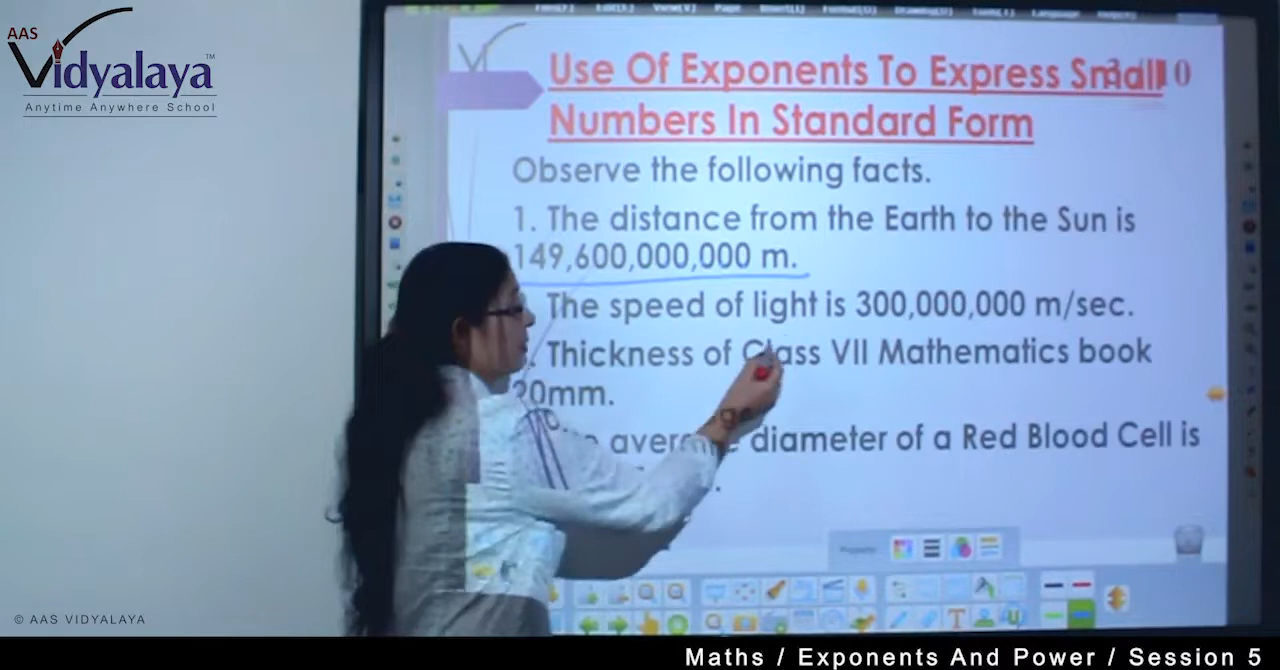 AAS
Vidyalaya
TM
Anytime Anywhere School
Use Of Exponents To Express Small
Numbers In Standard Form
Observe the following facts.
1. The distance from the Earth to the Sun is
149,600,000,000 m.
The speed of light is 300,000,000 m/sec.
Thickness of Class VII Mathematics book
20mm.
average diameter of a Red Blood Cell is
© AAS VIDYALAYA
Maths / Exponents And Power / Session 5